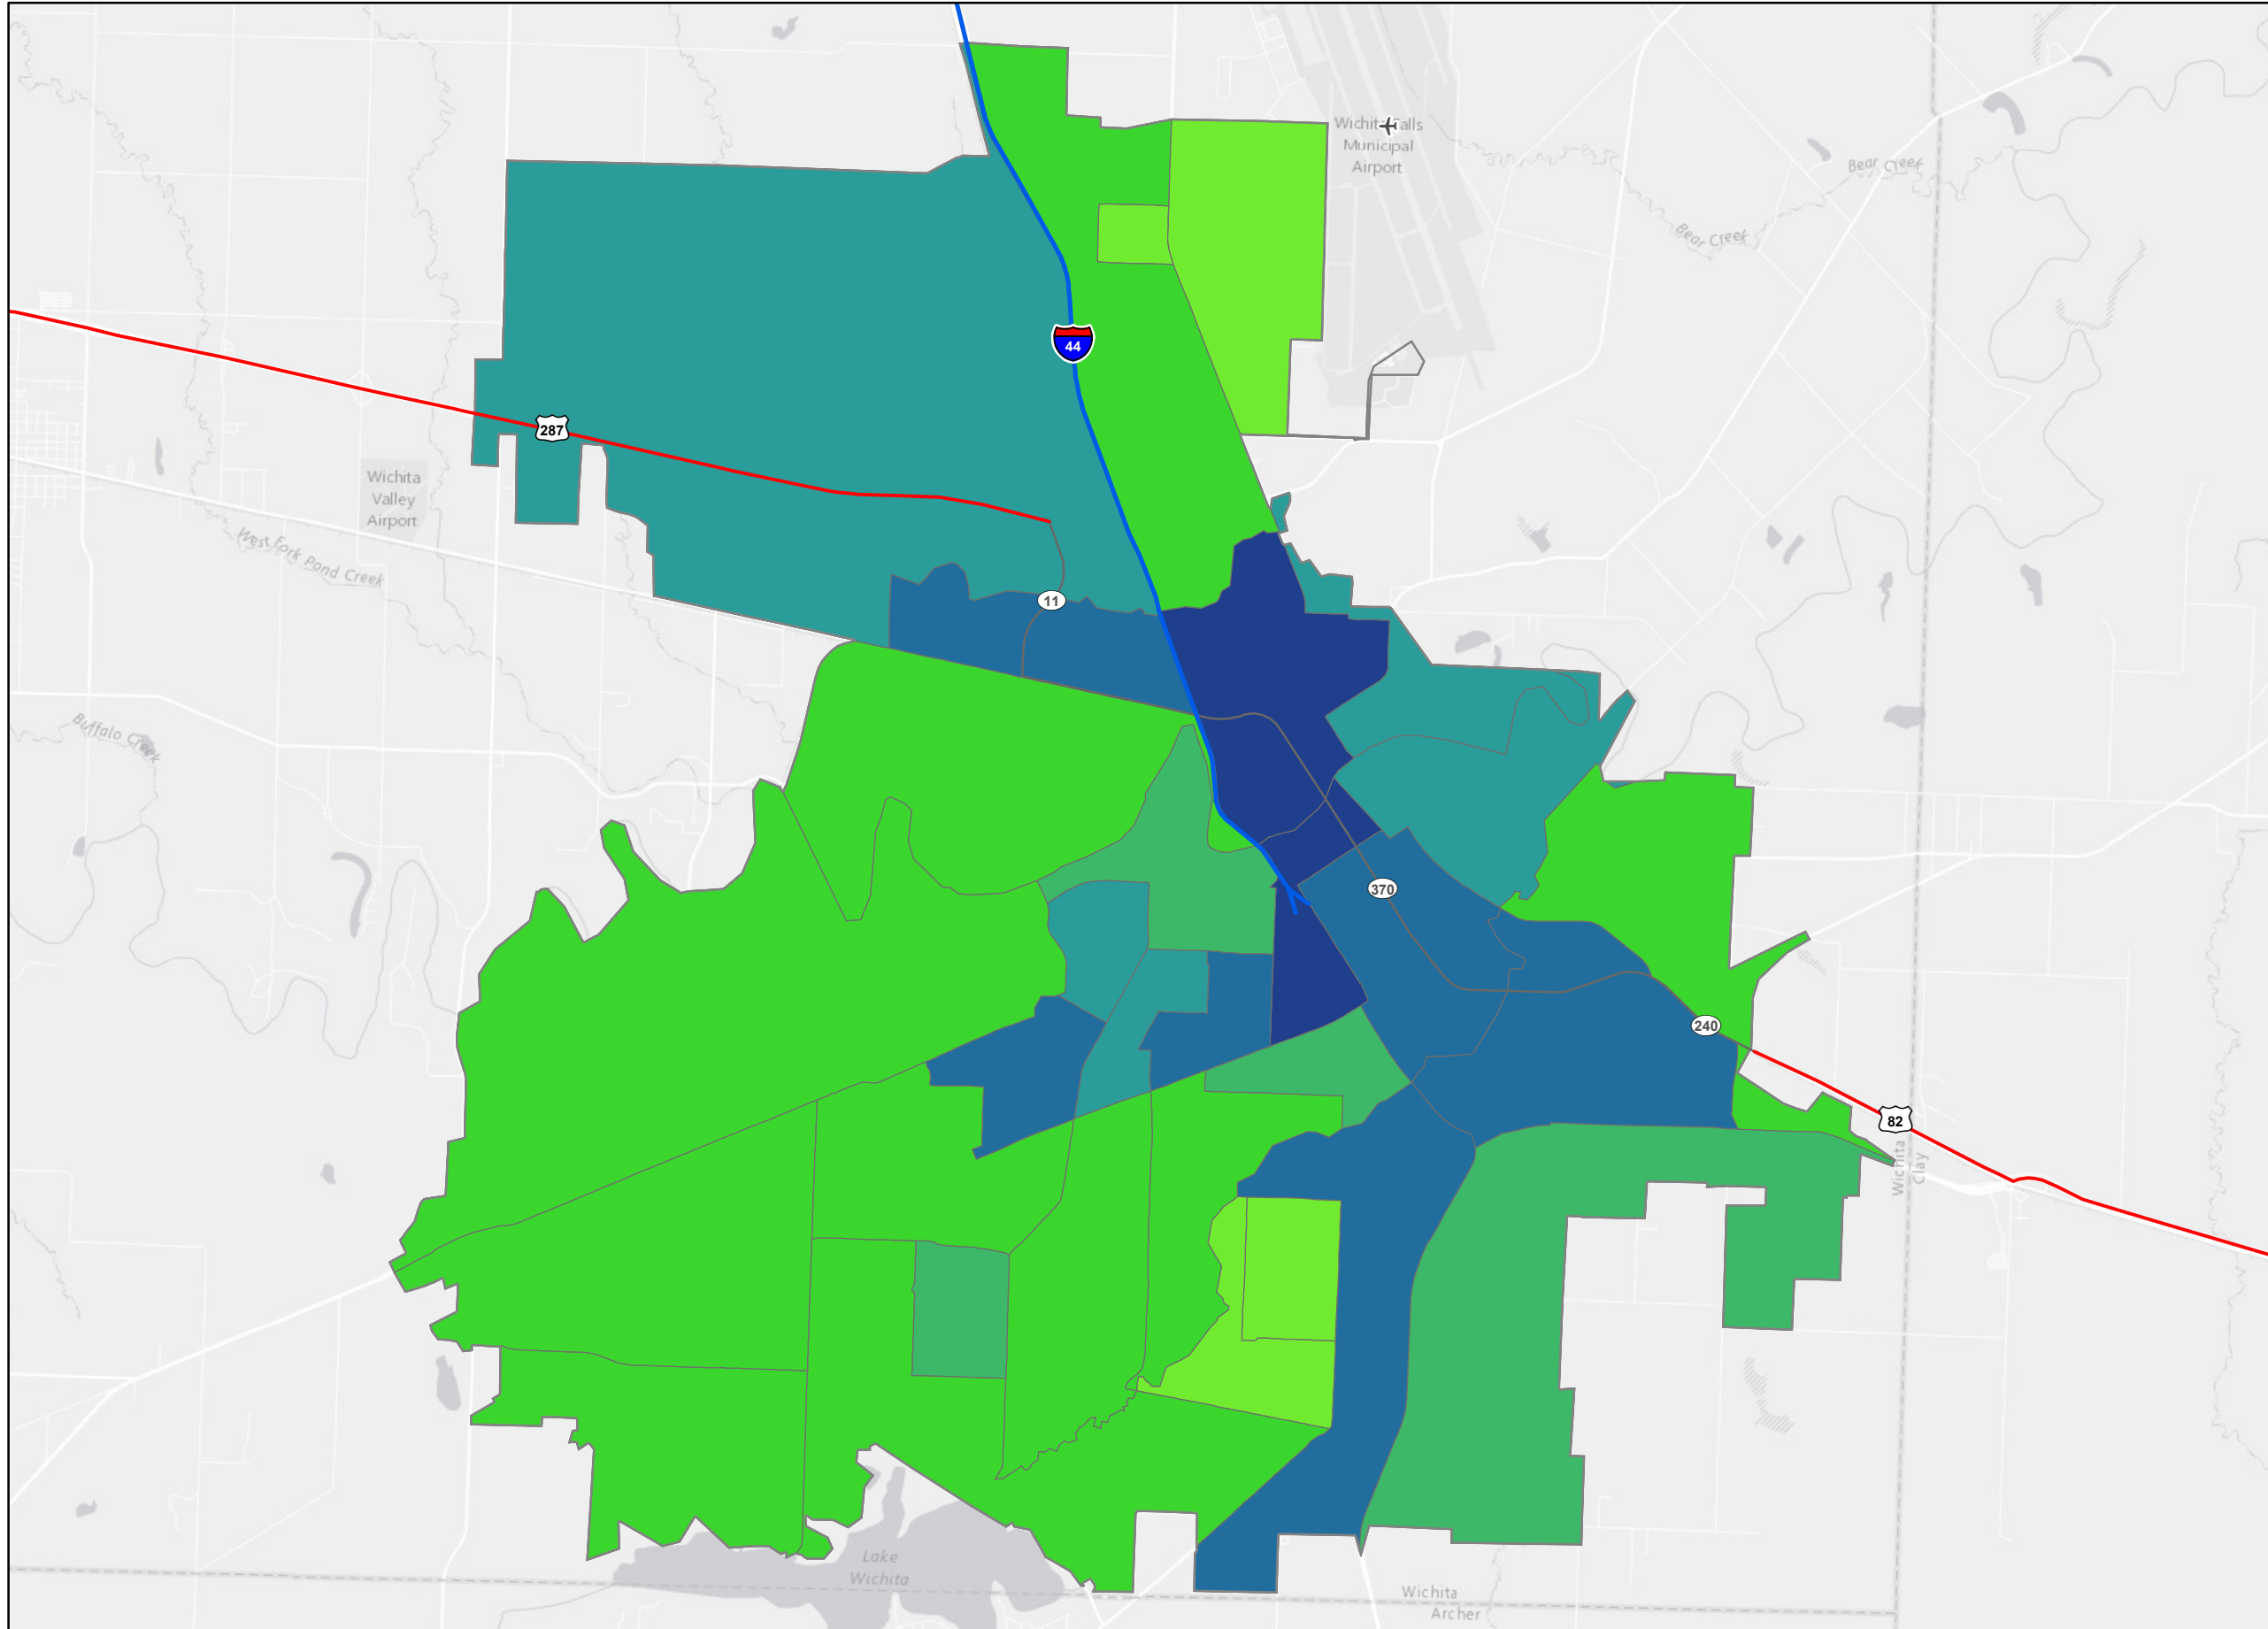 Wichita Falls
Municipal
Airport
Bear Creek
Bear Creek
44
287
Wichita
Valley
Airport
West Fork Pond Creek
11
Buffalo Creek
370
240
82
Wichita
Clay
Lake
Wichita
Wichita
Archer